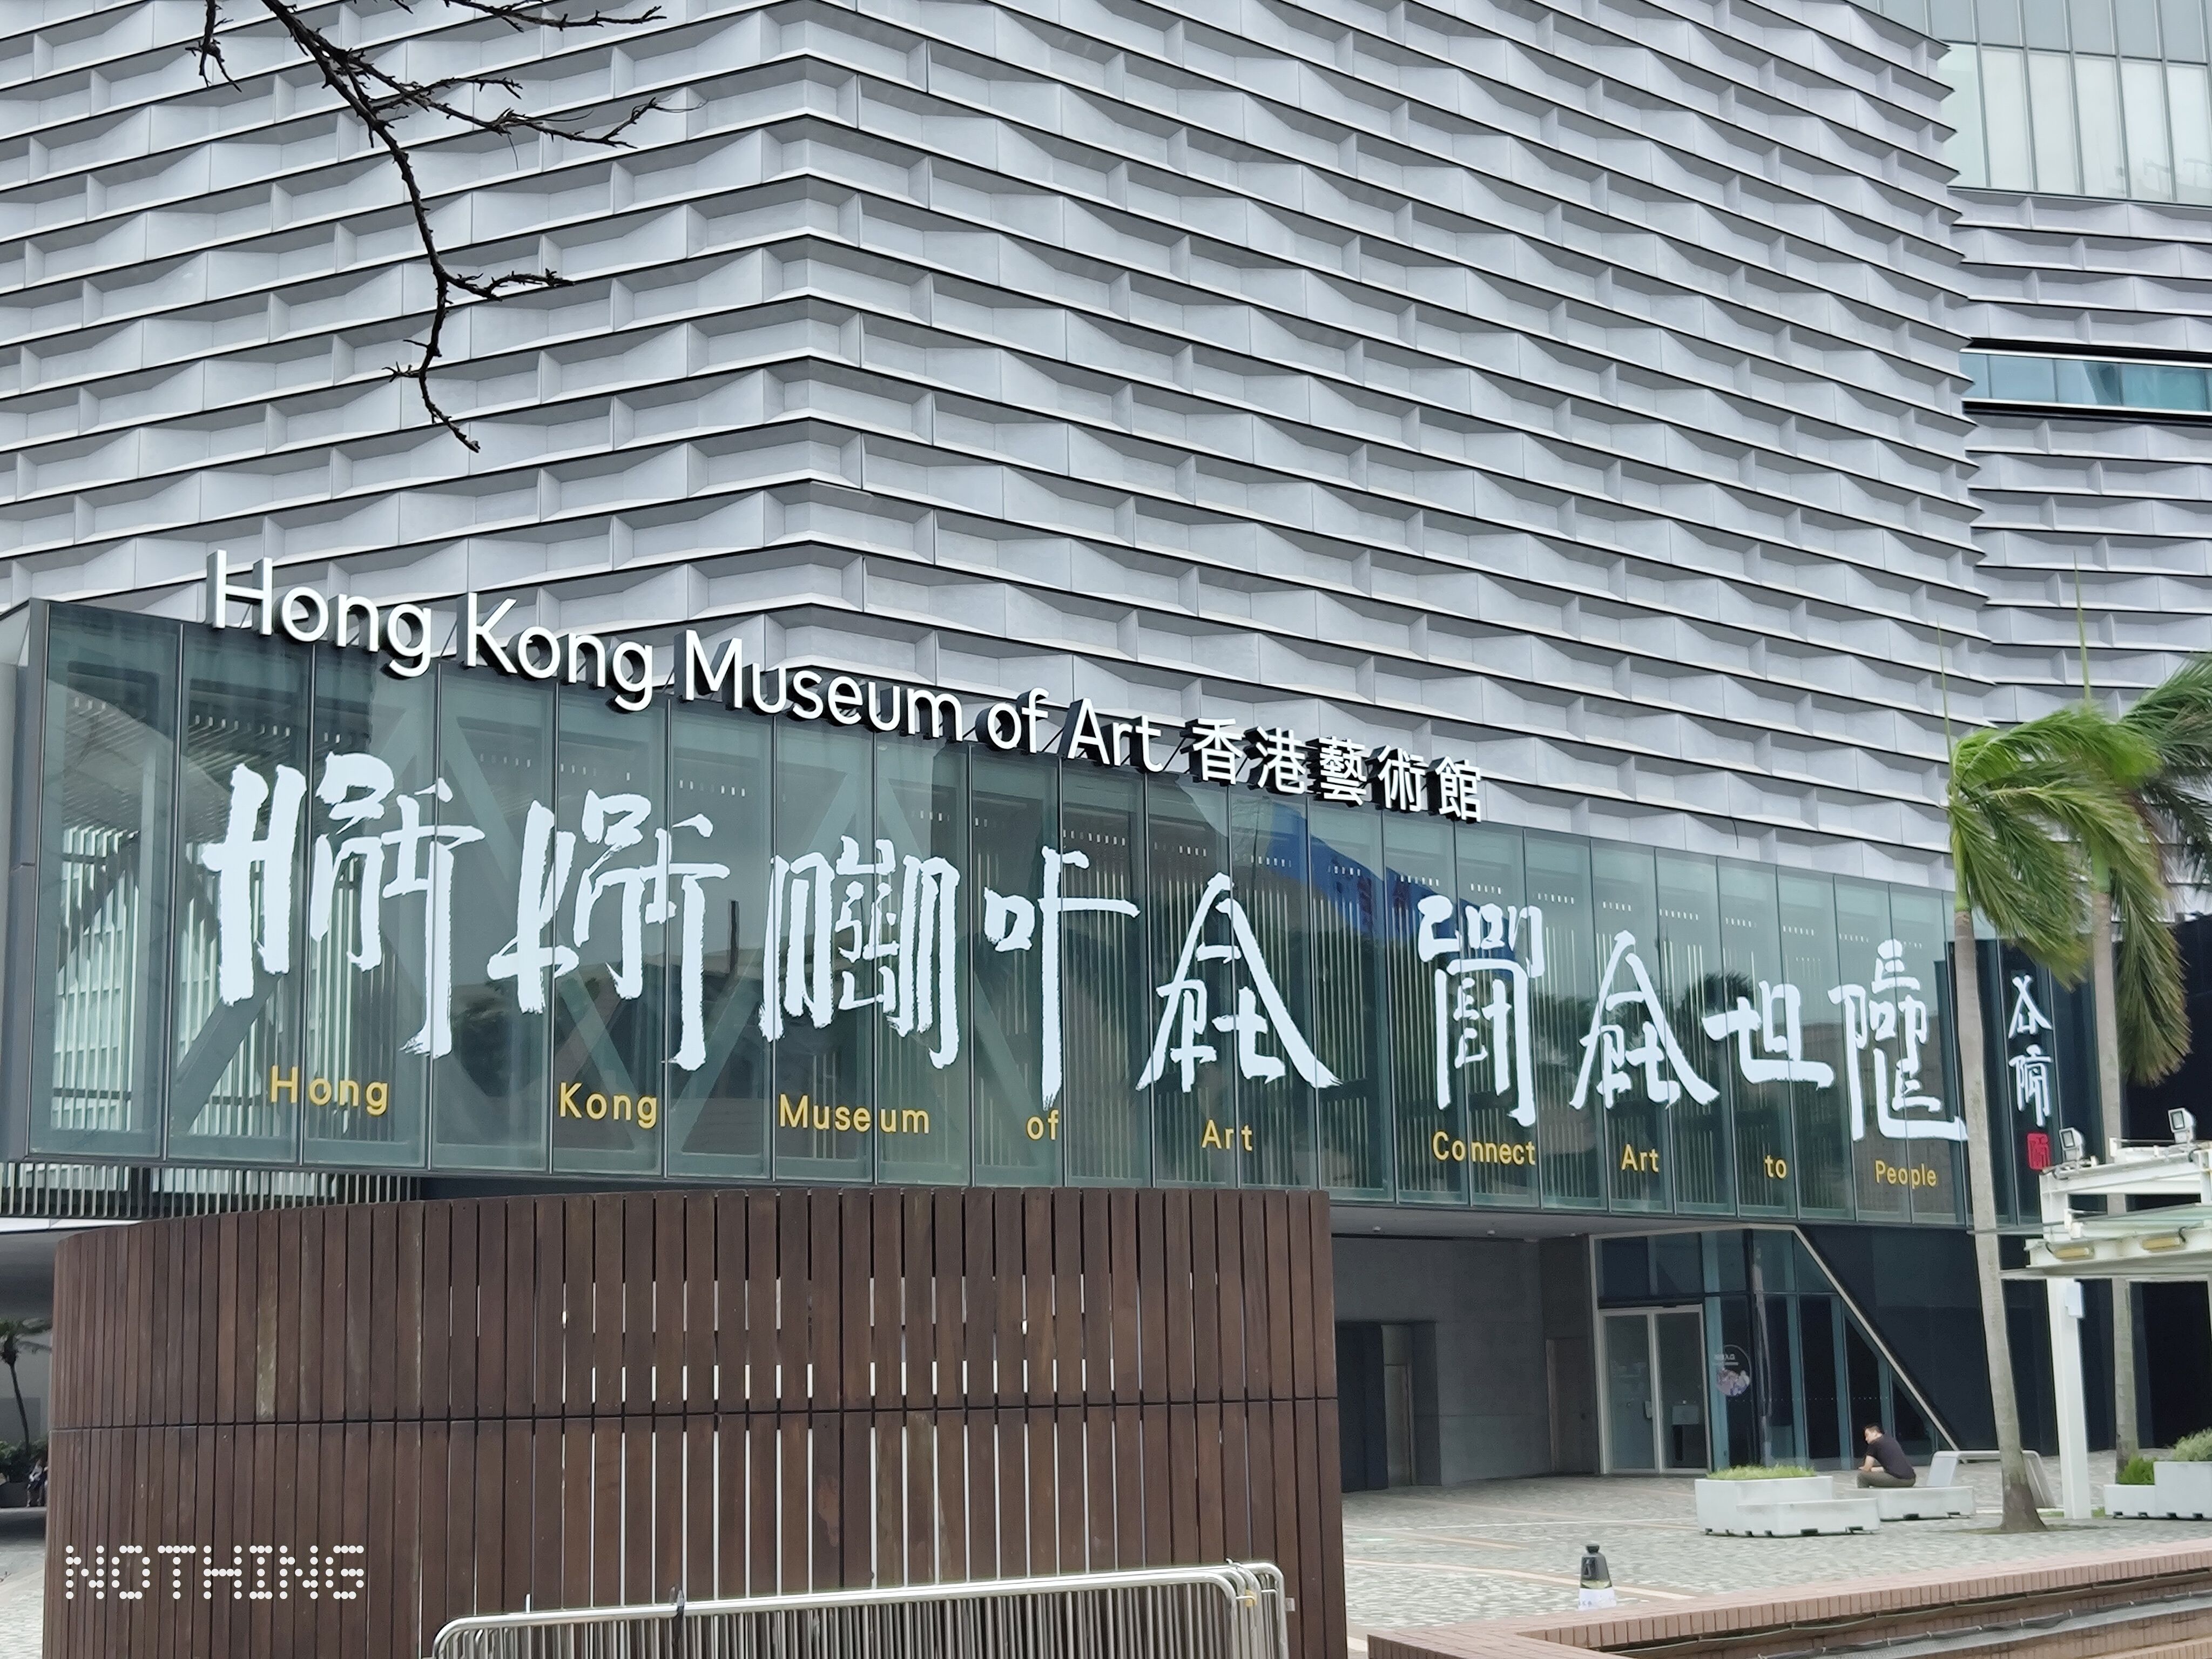 Hong Kong Museum of Art 香港藝術館
Hong Kong Museum of Art Connect Art to People
NOTHING